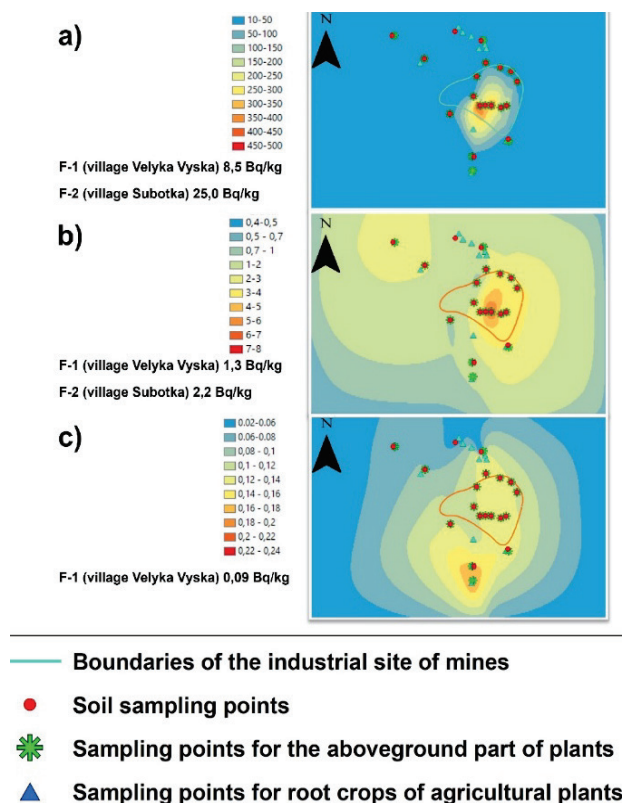 a)
10-50
50-100
100-150
150-200
200-250
250-300
300-350
350-400
400-450
450-500
N
F-1 (village Velyka Vyska) 8,5 Bq/kg
F-2 (village Subotka) 25,0 Bq/kg
b)
0,4-0,5
0,5 - 0,7
0,7 - 1
1-2
2-3
3-4
4-5
5-6
6-7
7-8
N
F-1 (village Velyka Vyska) 1,3 Bq/kg
F-2 (village Subotka) 2,2 Bq/kg
c)
0.02-0.06
0.06-0.08
0,08 - 0,1
0,1 - 0,12
0,12 - 0,14
0,14 - 0,16
0,16 - 0,18
0,18 - 0,2
0,2 - 0,22
0,22 - 0,24
N
F-1 (village Velyka Vyska) 0,09 Bq/kg
Boundaries of the industrial site of mines
Soil sampling points
Sampling points for the aboveground part of plants
Sampling points for root crops of agricultural plants